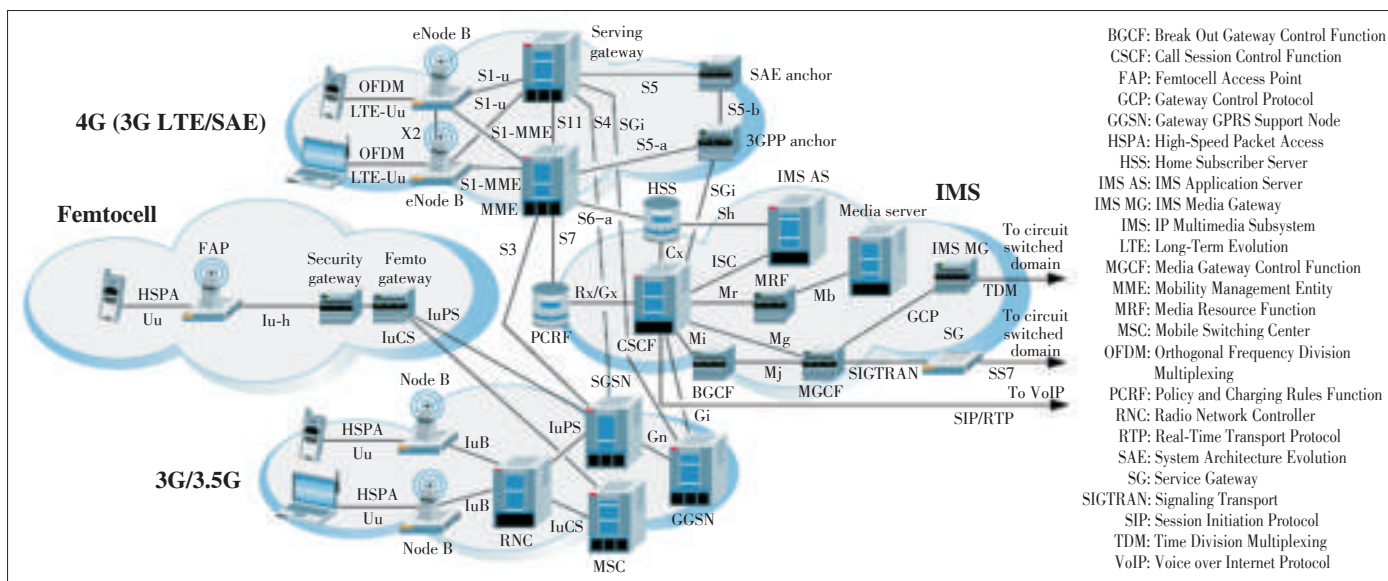 eNode B
Serving
gateway
OFDM
LTE-Uu
S1-u
S1-u
S5
SAE anchor
4G (3G LTE/SAE)
X2
S1-MME
S11
S4
SGi
S5-b
OFDM
LTE-Uu
eNode B
S1-MME
MME
S5-a
3GPP anchor
Femtocell
FAP
Security
gateway
Femto
gateway
HSPA
Uu
Iu-h
IuPS
IuCS
S3
S7
S6-a
HSS
SGi
IMS AS
IMS
Sh
Media server
Cx
ISC
MRF
IMS MG
To circuit
switched
domain
TDM
Rx/Gx
PCRF
CSCF
Mr
Mb
GCP
Mi
Mg
SG
To circuit
switched
domain
BGCF
Mj
MGCF
SIGTRAN
SS7
To VoIP
SIP/RTP
Node B
SGSN
Gi
HSPA
Uu
IuB
IuPS
Gn
3G/3.5G
HSPA
Uu
IuB
Node B
RNC
IuCS
MSC
GGSN
BGCF: Break Out Gateway Control Function
CSCF: Call Session Control Function
FAP: Femtocell Access Point
GCP: Gateway Control Protocol
GGSN: Gateway GPRS Support Node
HSPA: High-Speed Packet Access
HSS: Home Subscriber Server
IMS AS: IMS Application Server
IMS MG: IMS Media Gateway
IMS: IP Multimedia Subsystem
LTE: Long-Term Evolution
MGCF: Media Gateway Control Function
MME: Mobility Management Entity
MRF: Media Resource Function
MSC: Mobile Switching Center
OFDM: Orthogonal Frequency Division
Multiplexing
PCRF: Policy and Charging Rules Function
RNC: Radio Network Controller
RTP: Real-Time Transport Protocol
SAE: System Architecture Evolution
SG: Service Gateway
SIGTRAN: Signaling Transport
SIP: Session Initiation Protocol
TDM: Time Division Multiplexing
VoIP: Voice over Internet Protocol